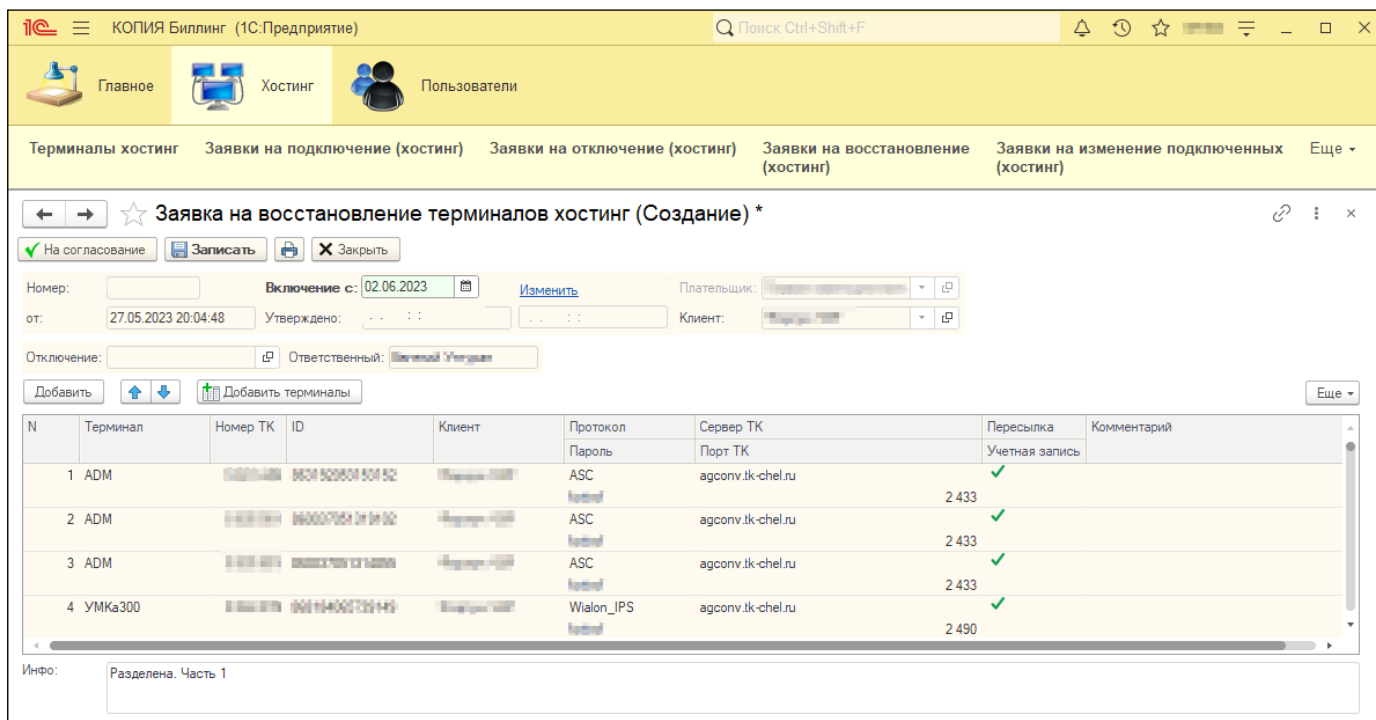 1С КОПИЯ Биллинг (1С:Предприятие) Поиск Ctrl+Shift+F
Главное Хостинг Пользователи
Терминалы хостинг Заявки на подключение (хостинг) Заявки на отключение (хостинг) Заявки на восстановление (хостинг) Заявки на изменение подключенных (хостинг) Еще
Заявка на восстановление терминалов хостинг (Создание) *
На согласование Записать Закрыть
Номер: Включение с: 02.06.2023 Изменить Плательщик:
от: 27.05.2023 20:04:48 Утверждено: . . : : . . : : Клиент:
Отключение: Ответственный:
Добавить Добавить терминалы Еще
N Терминал Номер ТК ID Клиент Протокол Сервер ТК Пересылка Комментарий
Пароль Порт ТК Учетная запись
1 ADM ASC agconv.tk-chel.ru
2 433
2 ADM ASC agconv.tk-chel.ru
2 433
3 ADM ASC agconv.tk-chel.ru
2 433
4 УМКа300 Wialon_IPS agconv.tk-chel.ru
2 490
Инфо: Разделена. Часть 1